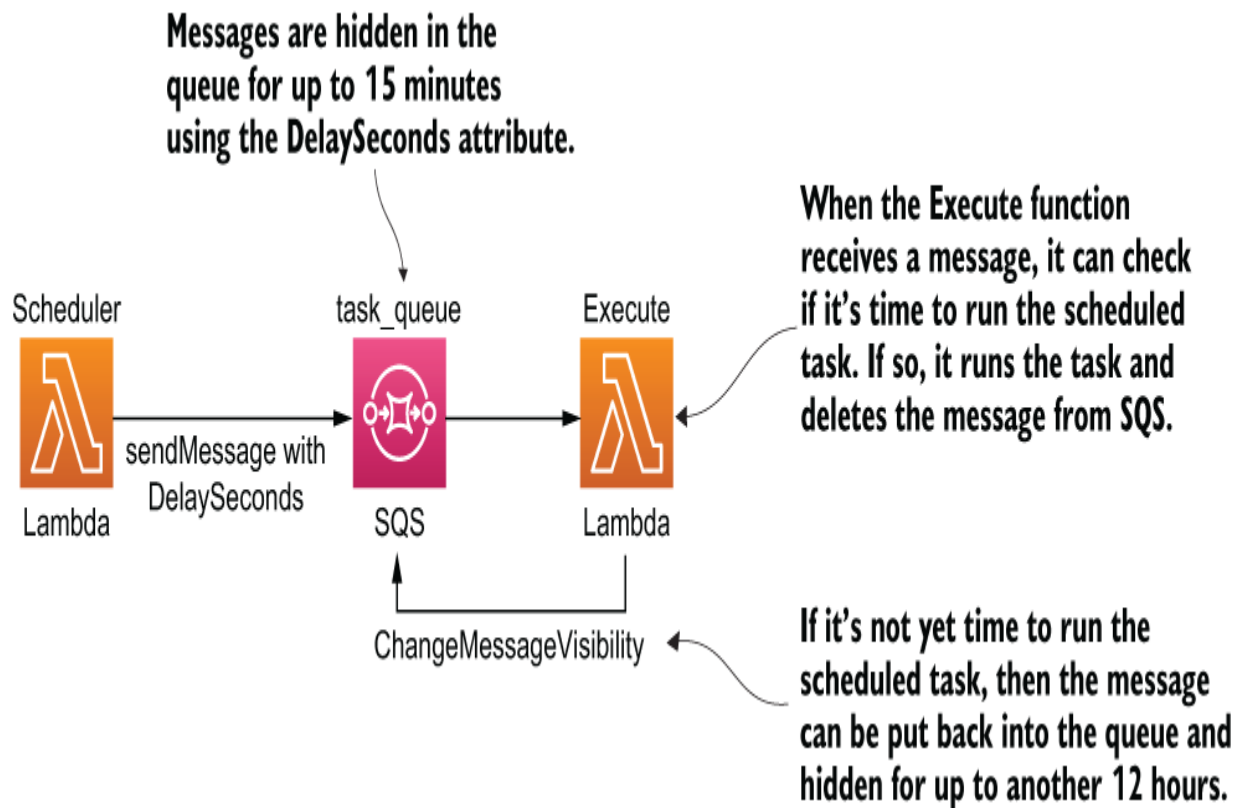 Messages are hidden in the
queue for up to 15 minutes
using the DelaySeconds attribute.
When the Execute function
receives a message, it can check
if it's time to run the scheduled
task. If so, it runs the task and
deletes the message from SQS.
Scheduler
task_queue
Execute
sendMessage with
DelaySeconds
Lambda
SQS
Lambda
ChangeMessageVisibility
If it's not yet time to run the
scheduled task, then the message
can be put back into the queue and
hidden for up to another 12 hours.